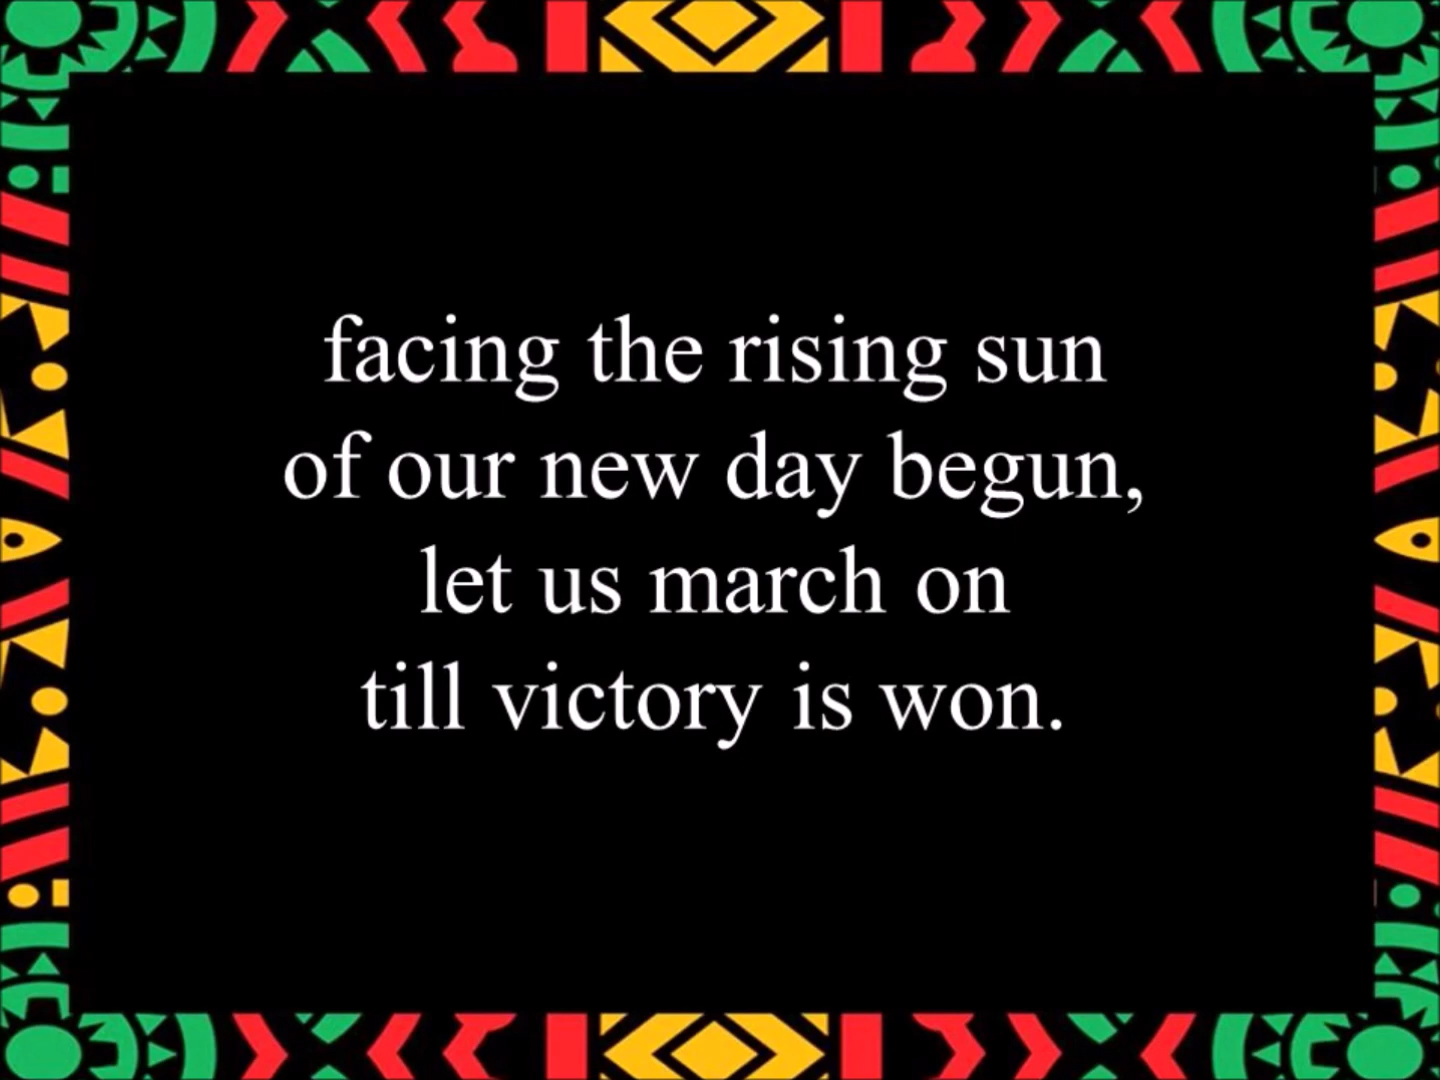 facing the rising sun
of our new day begun,
let us march on
till victory is won.